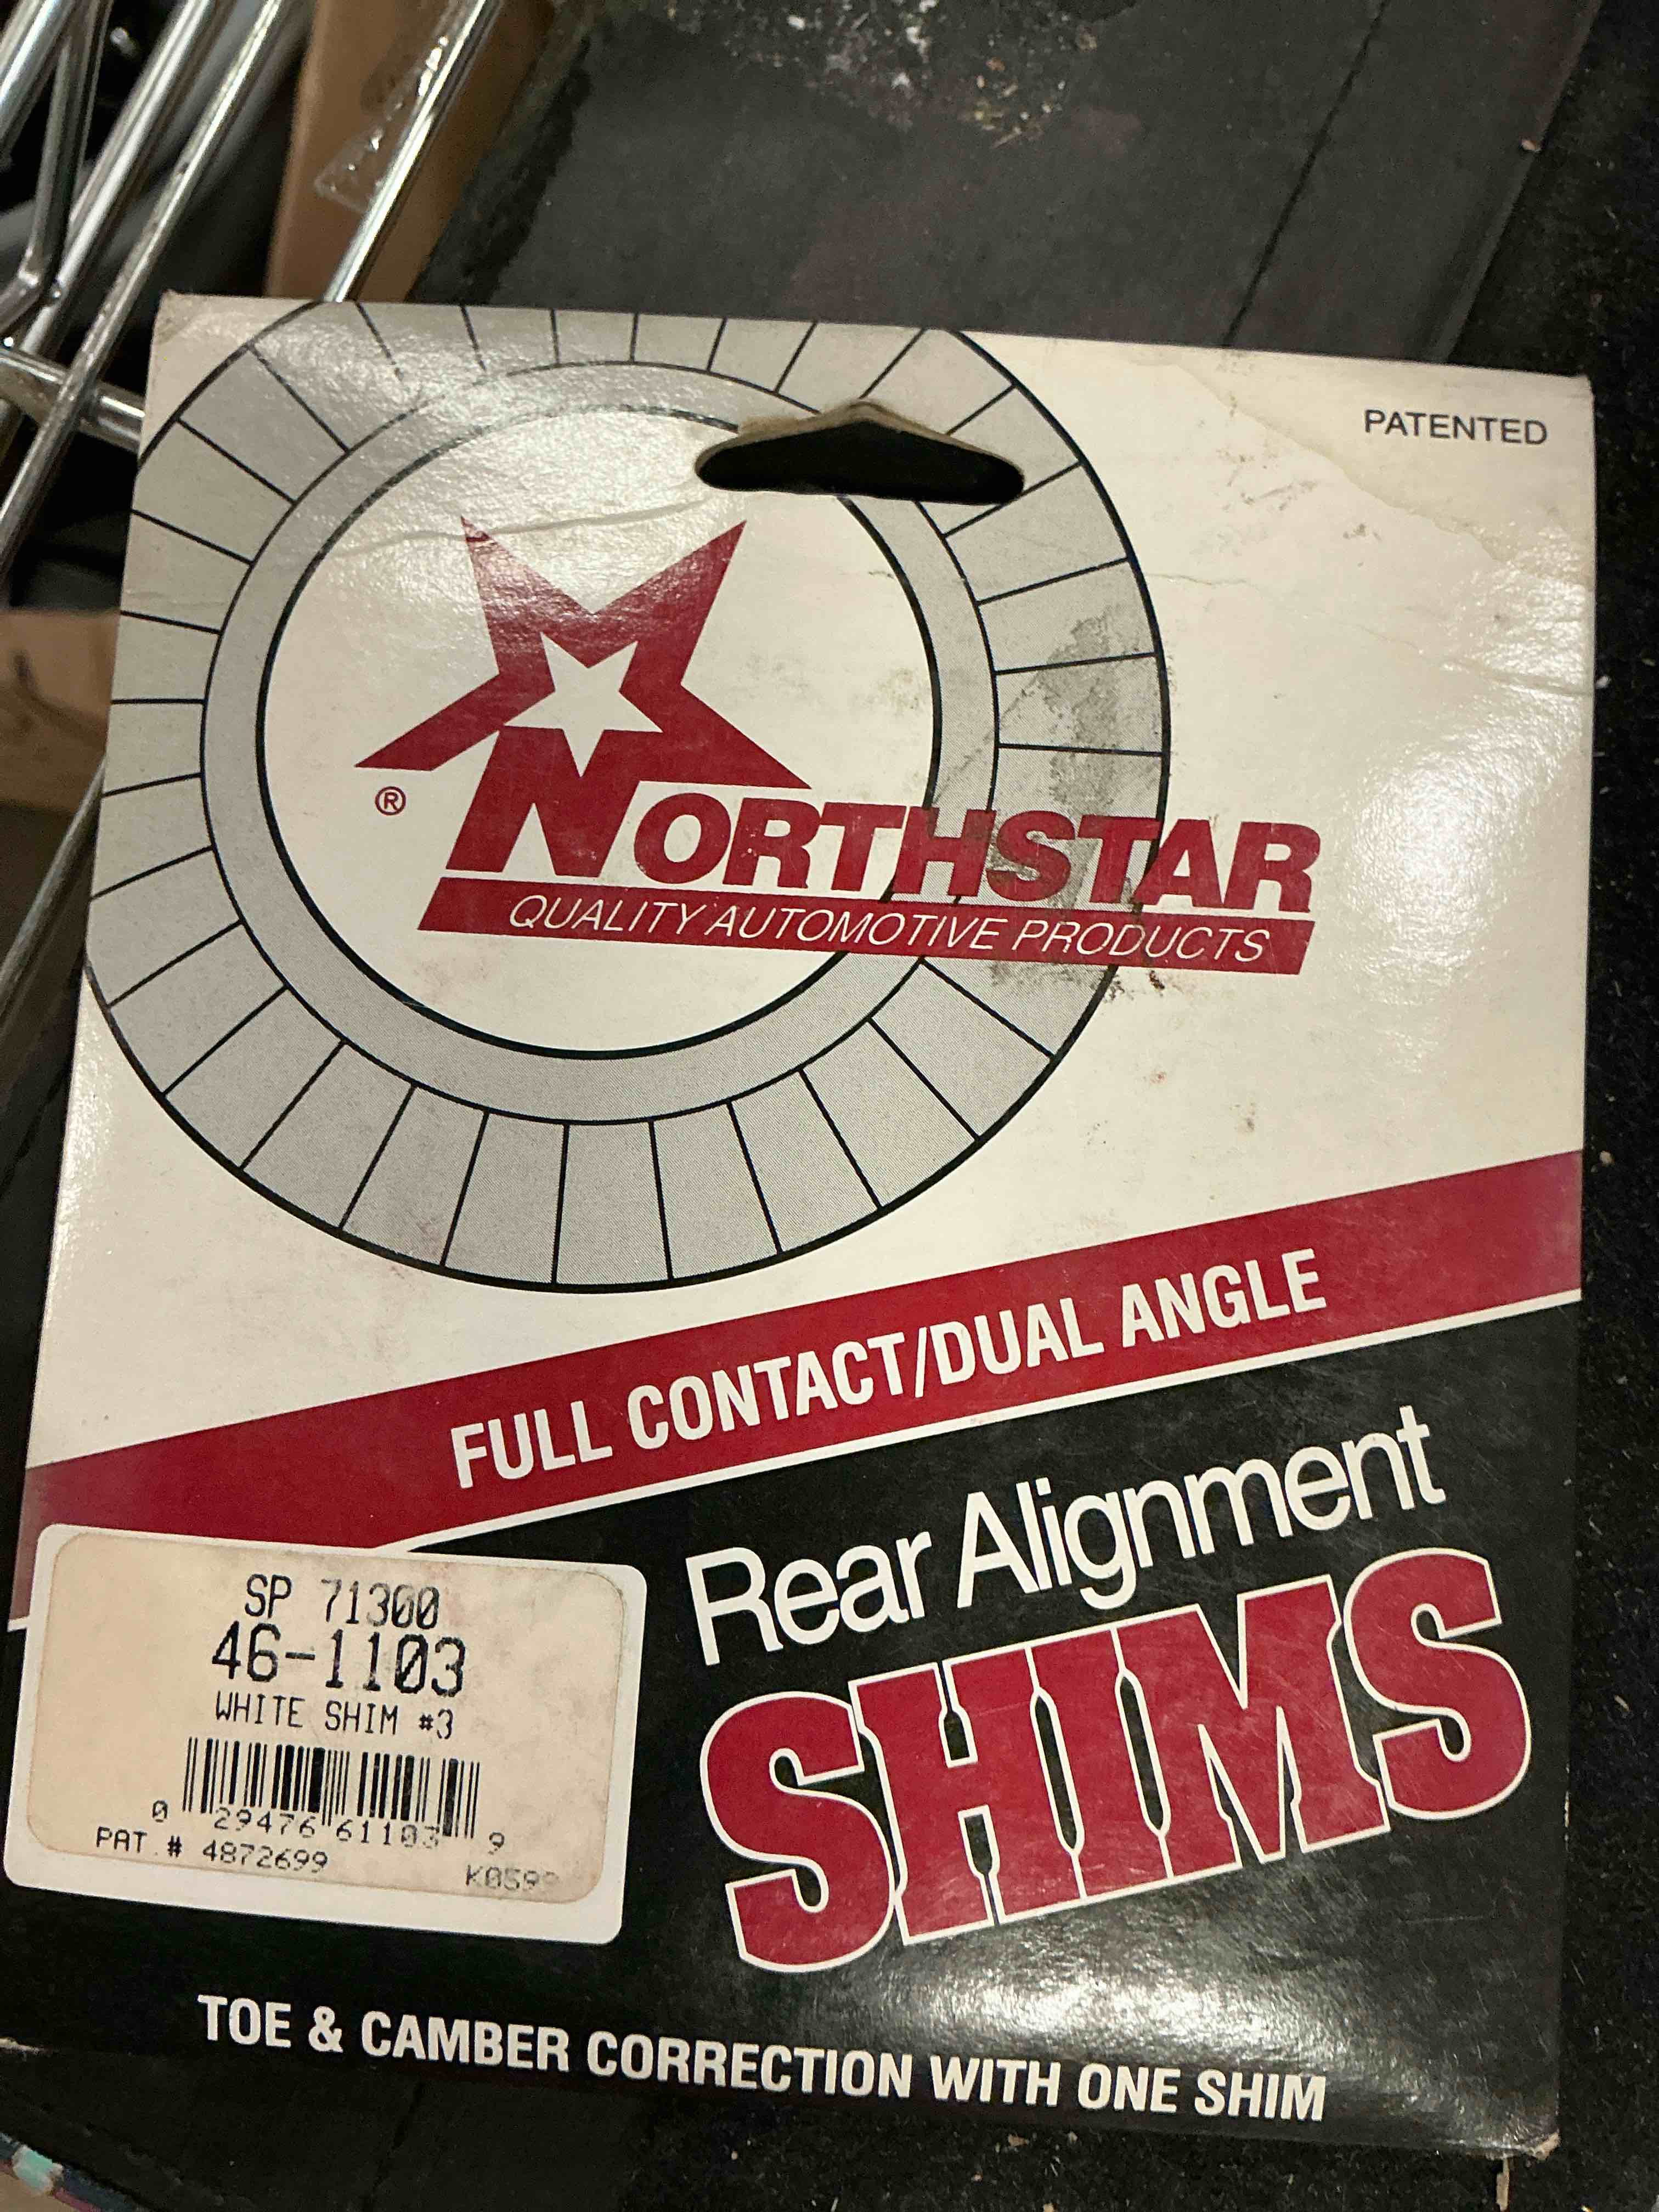 PATENTED
®
NORTHSTAR
QUALITY AUTOMOTIVE PRODUCTS
FULL CONTACT/DUAL ANGLE
Rear Alignment
SHIMS
SP 71300
46-1103
WHITE SHIM #3
0 29476 61103 9
PAT.# 4872699
TOE & CAMBER CORRECTION WITH ONE SHIM